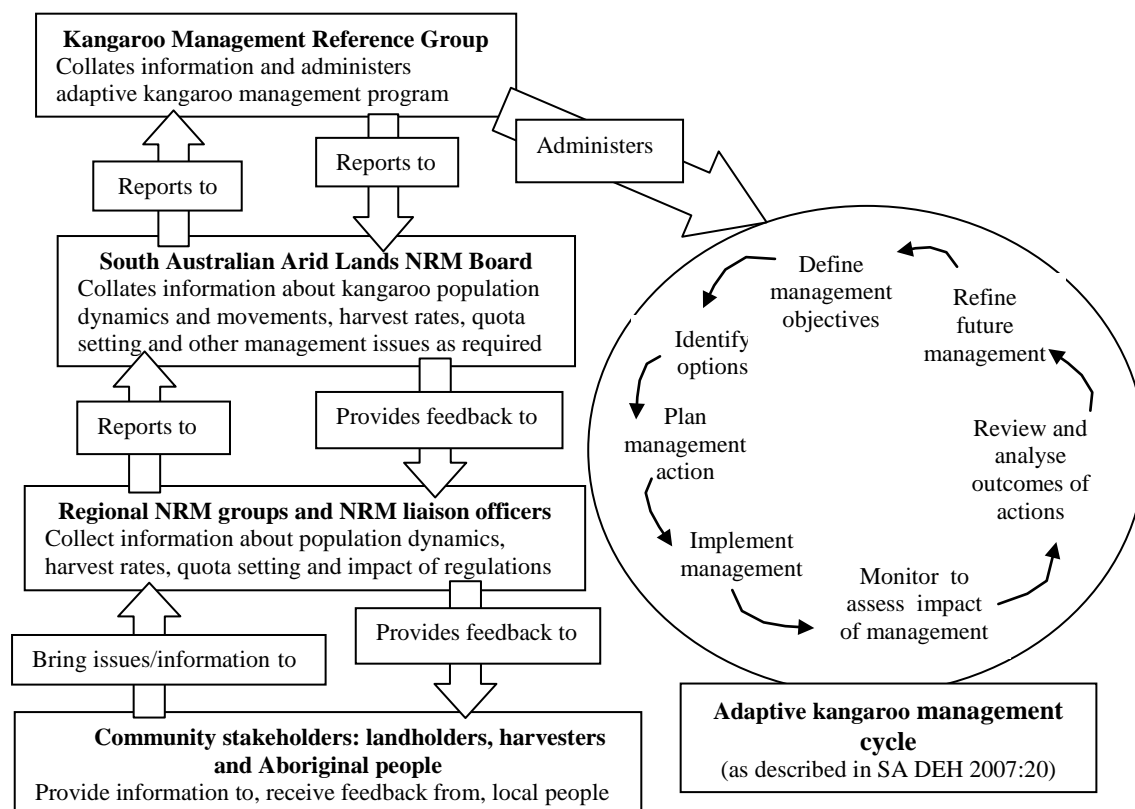 Kangaroo Management Reference Group
Collates information and administers
adaptive kangaroo management program
Administers
Reports to
Reports to
South Australian Arid Lands NRM Board
Collates information about kangaroo population
dynamics and movements, harvest rates, quota
setting and other management issues as required
Reports to
Provides feedback to
Regional NRM groups and NRM liaison officers
Collect information about population dynamics,
harvest rates, quota setting and impact of regulations
Bring issues/information to
Provides feedback to
Community stakeholders: landholders, harvesters
and Aboriginal people
Provide information to, receive feedback from, local people
Define
management
objectives
Identify
options
Plan
management
action
Implement
management
Monitor to
assess impact
of management
Review and
analyse
outcomes of
actions
Refine
future
management
Adaptive kangaroo management
cycle
(as described in SA DEH 2007:20)